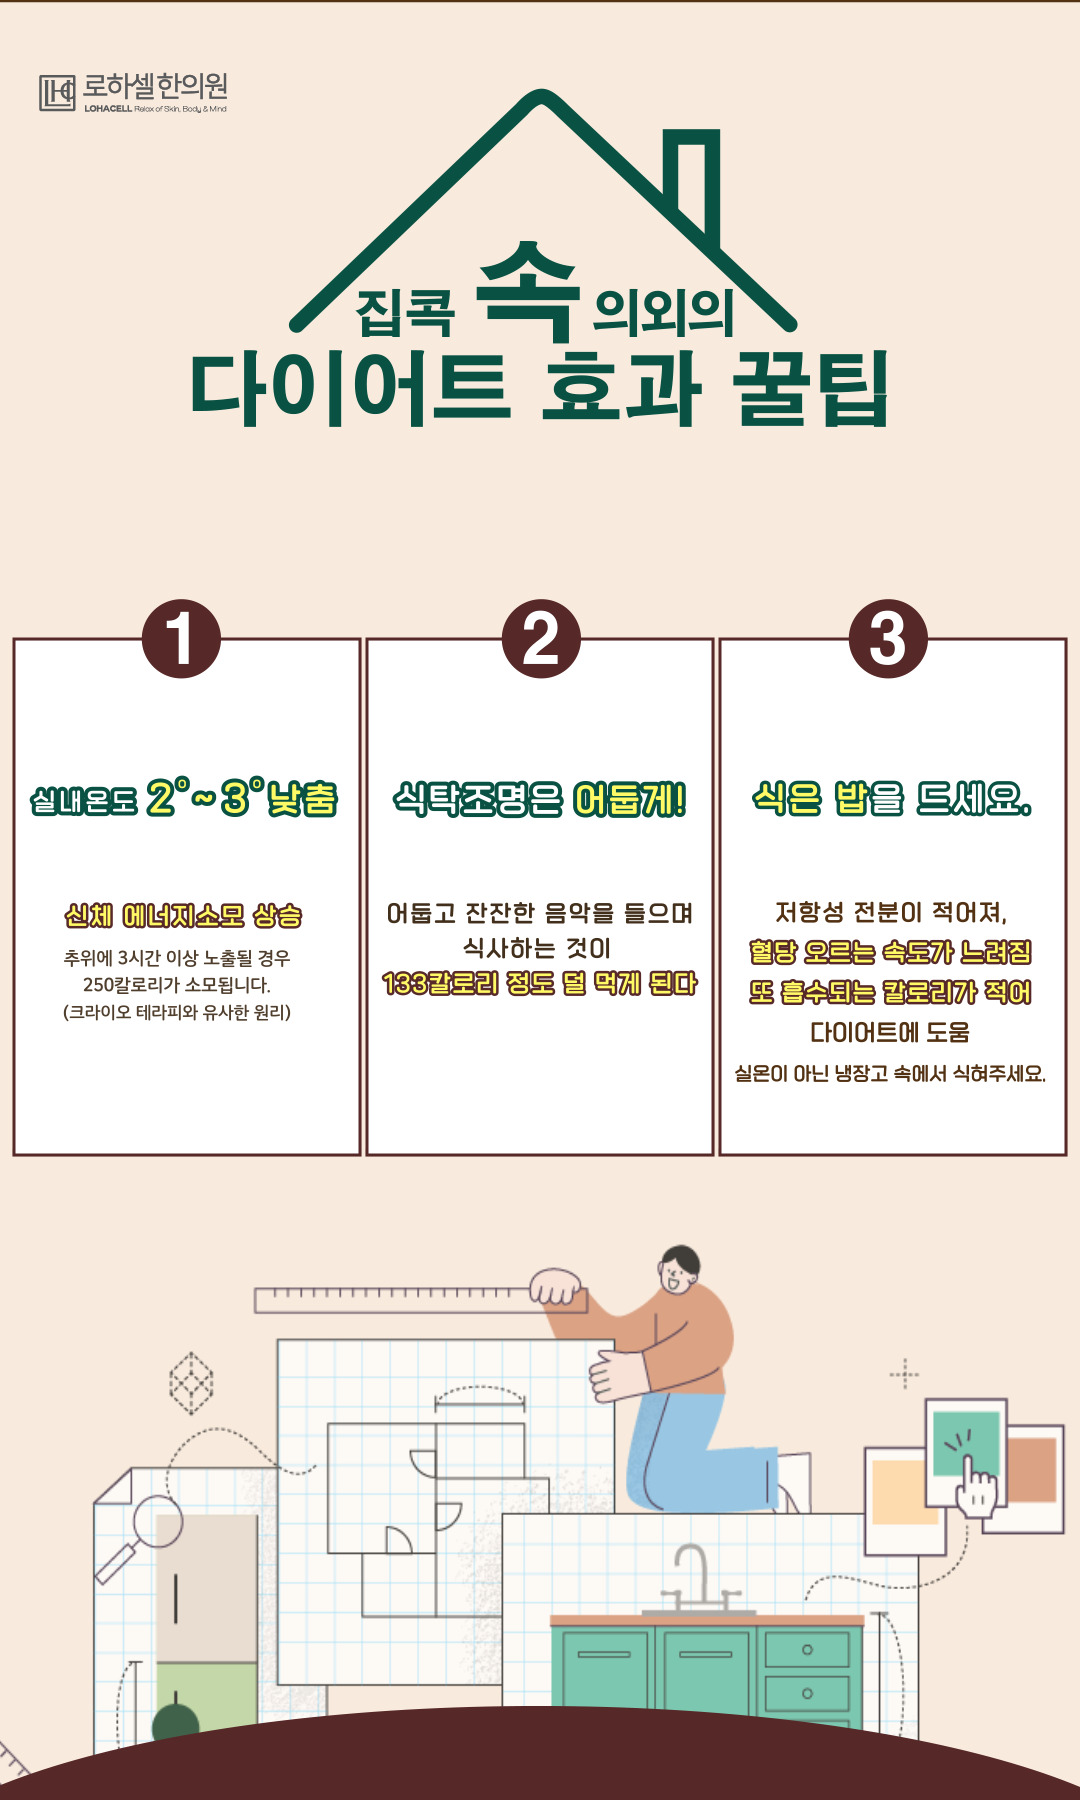 로하셀한의원
LOHACELL Relax of Skin, Body & Mind
집콕 속 의외의
다이어트 효과 꿀팁
1
실내온도 2°~3°낮춤
신체 에너지소모 상승
추위에 3시간 이상 노출될 경우
250칼로리가 소모됩니다.
(크라이오 테라피와 유사한 원리)
2
식탁조명은 어둡게!
어둡고 잔잔한 음악을 들으며
식사하는 것이
133칼로리 정도 덜 먹게 된다
3
식은 밥을 드세요.
저항성 전분이 적어져,
혈당 오르는 속도가 느려짐
또 흡수되는 칼로리가 적어
다이어트에 도움
실온이 아닌 냉장고 속에서 식혀주세요.